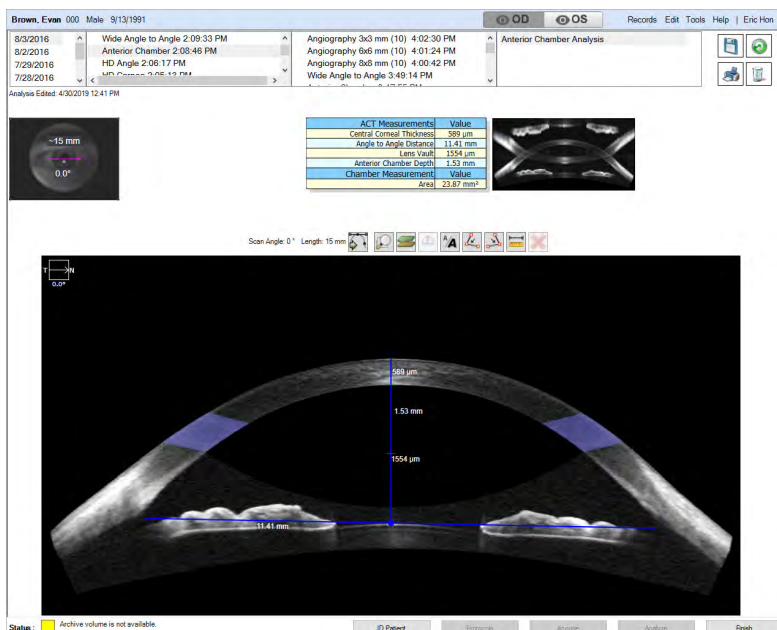 Brown, Evan 000 Male 9/13/1991 OD OS Records Edit Tools Help | Eric Hon
8/3/2016
8/2/2016
7/29/2016
7/28/2016
Wide Angle to Angle 2:09:33 PM
Anterior Chamber 2:08:46 PM
HD Angle 2:06:17 PM
HD Cornea 2:05:13 PM
Angiography 3x3 mm (10) 4:02:30 PM
Angiography 6x6 mm (10) 4:01:24 PM
Angiography 8x8 mm (10) 4:00:42 PM
Wide Angle to Angle 3:49:14 PM
Anterior Chamber Analysis
Analysis Edited: 4/30/2019 12:41 PM
~15 mm
0.0°
ACT Measurements Value
Central Corneal Thickness 589 µm
Angle to Angle Distance 11.41 mm
Lens Vault 1554 µm
Anterior Chamber Depth 1.53 mm
Chamber Measurement Value
Area 23.87 mm²
Scan Angle: 0 ° Length: 15 mm
A A
T N
0.0°
589 µm
1.53 mm
1554 µm
11.41 mm
Status : Archive volume is not available.
ID Patient Analyze Finish